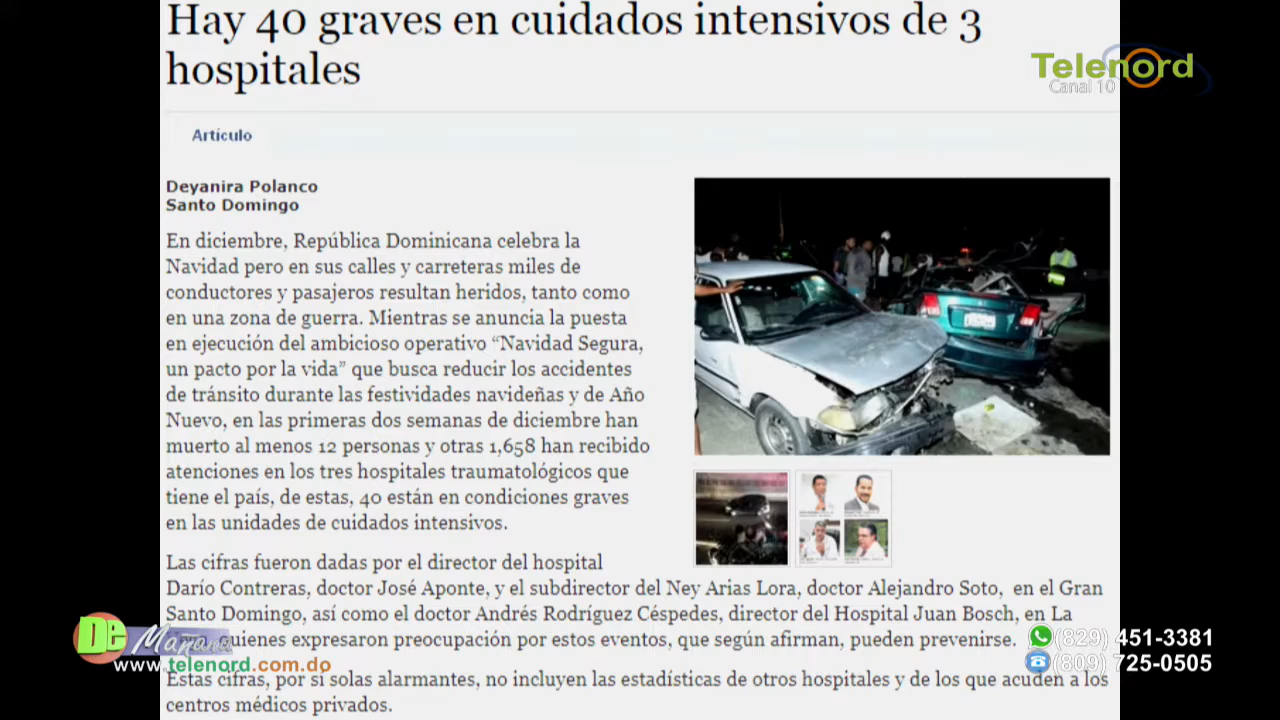 Hay 40 graves en cuidados intensivos de 3
hospitales
Telenord
Canal 10
Artículo
Deyanira Polanco
Santo Domingo
En diciembre, República Dominicana celebra la
Navidad pero en sus calles y carreteras miles de
conductores y pasajeros resultan heridos, tanto como
en una zona de guerra. Mientras se anuncia la puesta
en ejecución del ambicioso operativo “Navidad Segura,
un pacto por la vida” que busca reducir los accidentes
de tránsito durante las festividades navideñas y de Año
Nuevo, en las primeras dos semanas de diciembre han
muerto al menos 12 personas y otras 1,658 han recibido
atenciones en los tres hospitales traumatológicos que
tiene el país, de estas, 40 están en condiciones graves
en las unidades de cuidados intensivos.
Las cifras fueron dadas por el director del hospital
Darío Contreras, doctor José Aponte, y el subdirector del Ney Arias Lora, doctor Alejandro Soto, en el Gran
Santo Domingo, así como el doctor Andrés Rodríguez Céspedes, director del Hospital Juan Bosch, en La
quienes expresaron preocupación por estos eventos, que según afirman, pueden prevenirse.
Estas cifras, por sí solas alarmantes, no incluyen las estadísticas de otros hospitales y de los que acuden a los
centros médicos privados.
De Mañana
www.telenord.com.do
(829) 451-3381
(809) 725-0505